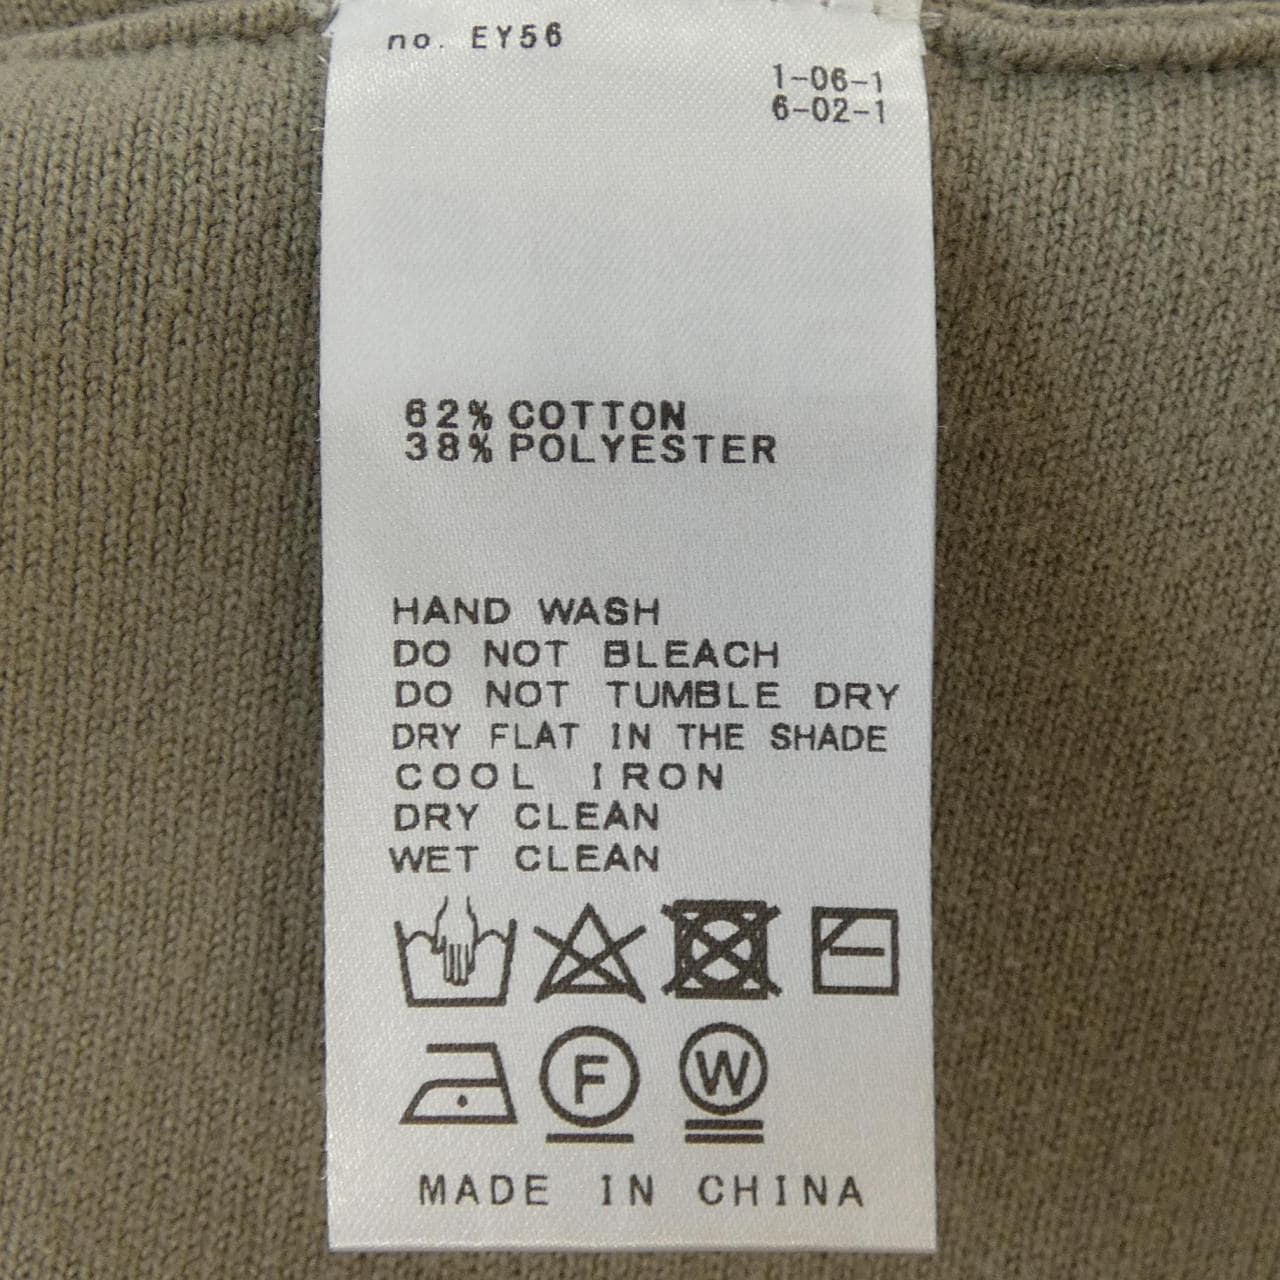 no. EY56
1-06-1
6-02-1
62% COTTON
38% POLYESTER
HAND WASH
DO NOT BLEACH
DO NOT TUMBLE DRY
DRY FLAT IN THE SHADE
COOL IRON
DRY CLEAN
WET CLEAN
F W
MADE IN CHINA